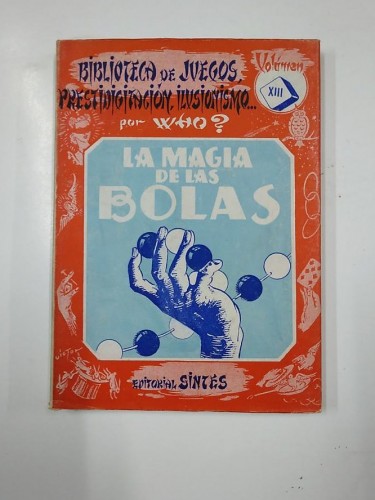 BIBLIOTECA DE JUEGOS,
Volumen
PRESTIDIGITACIÓN, ILUSIONISMO...
XIII
por WHO?
LA MAGIA
DE LAS
BOLAS
EDITORIAL SINTES